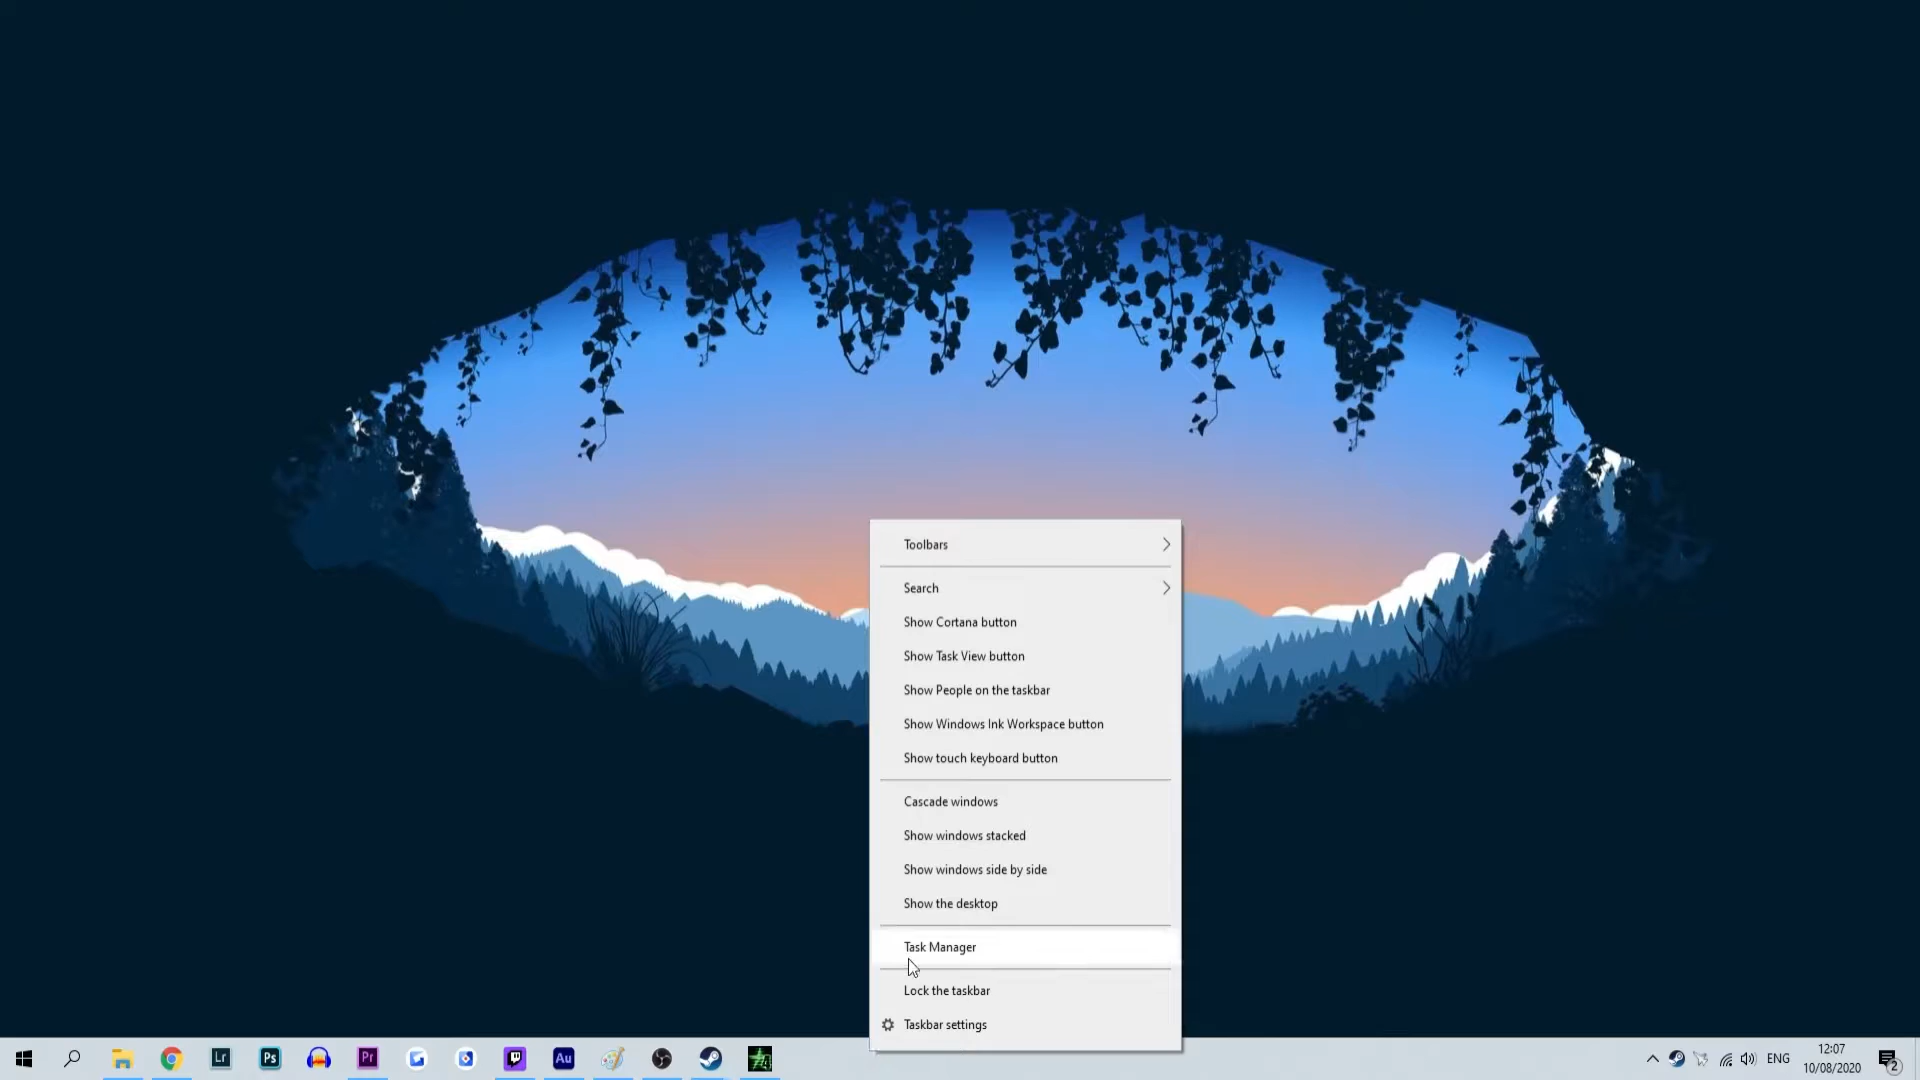 Toolbars
Search
Show Cortana button
Show Task View button
Show People on the taskbar
Show Windows Ink Workspace button
Show touch keyboard button
Cascade windows
Show windows stacked
Show windows side by side
Show the desktop
Task Manager
Lock the taskbar
Taskbar settings
Lr
Ps
Pr
Au
ENG
12:07
10/08/2020
2